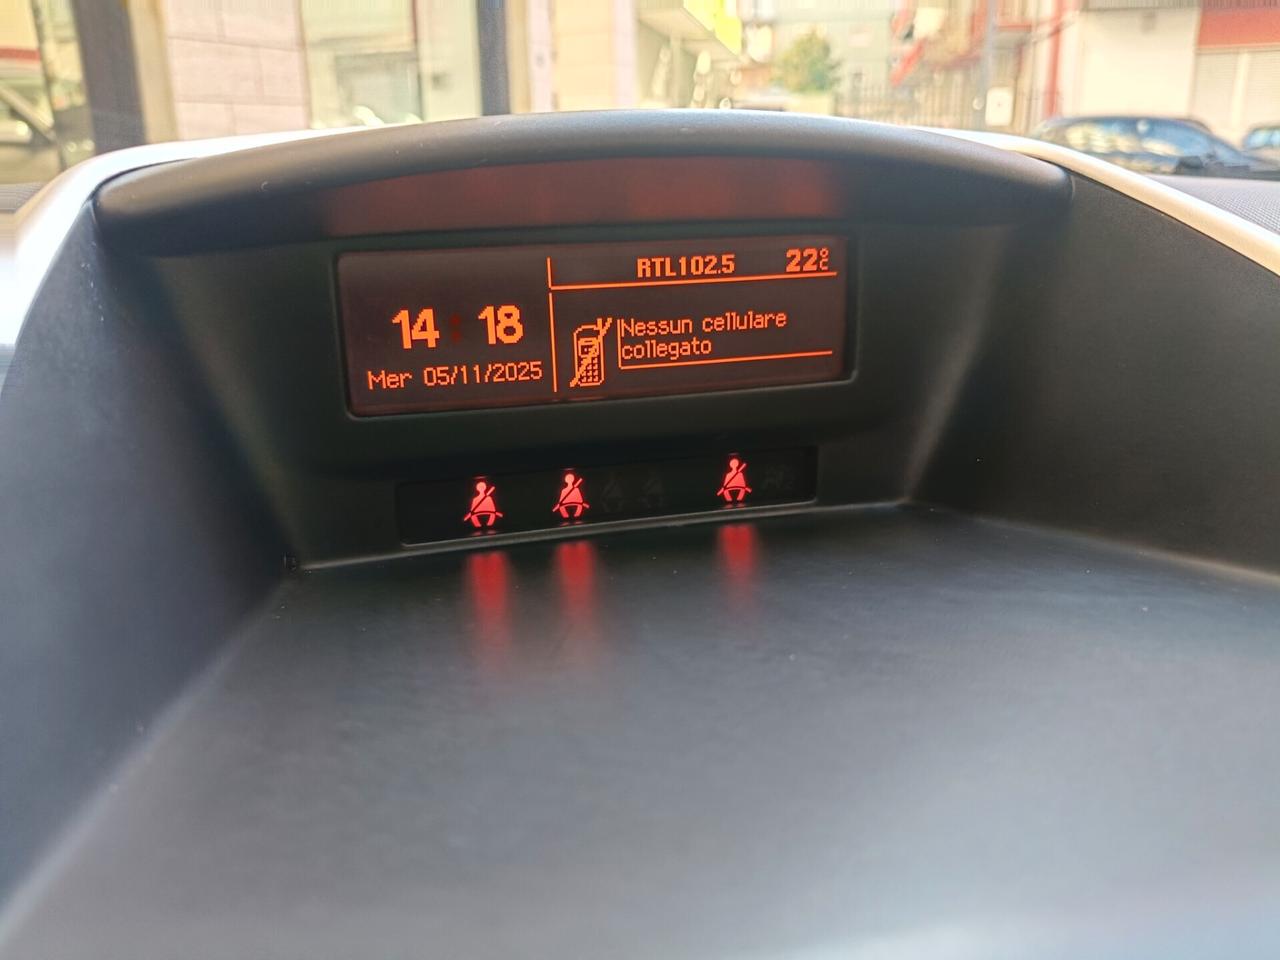 RTL102.5 22°C
14:18
Nessun cellulare
collegato
Mer 05/11/2025